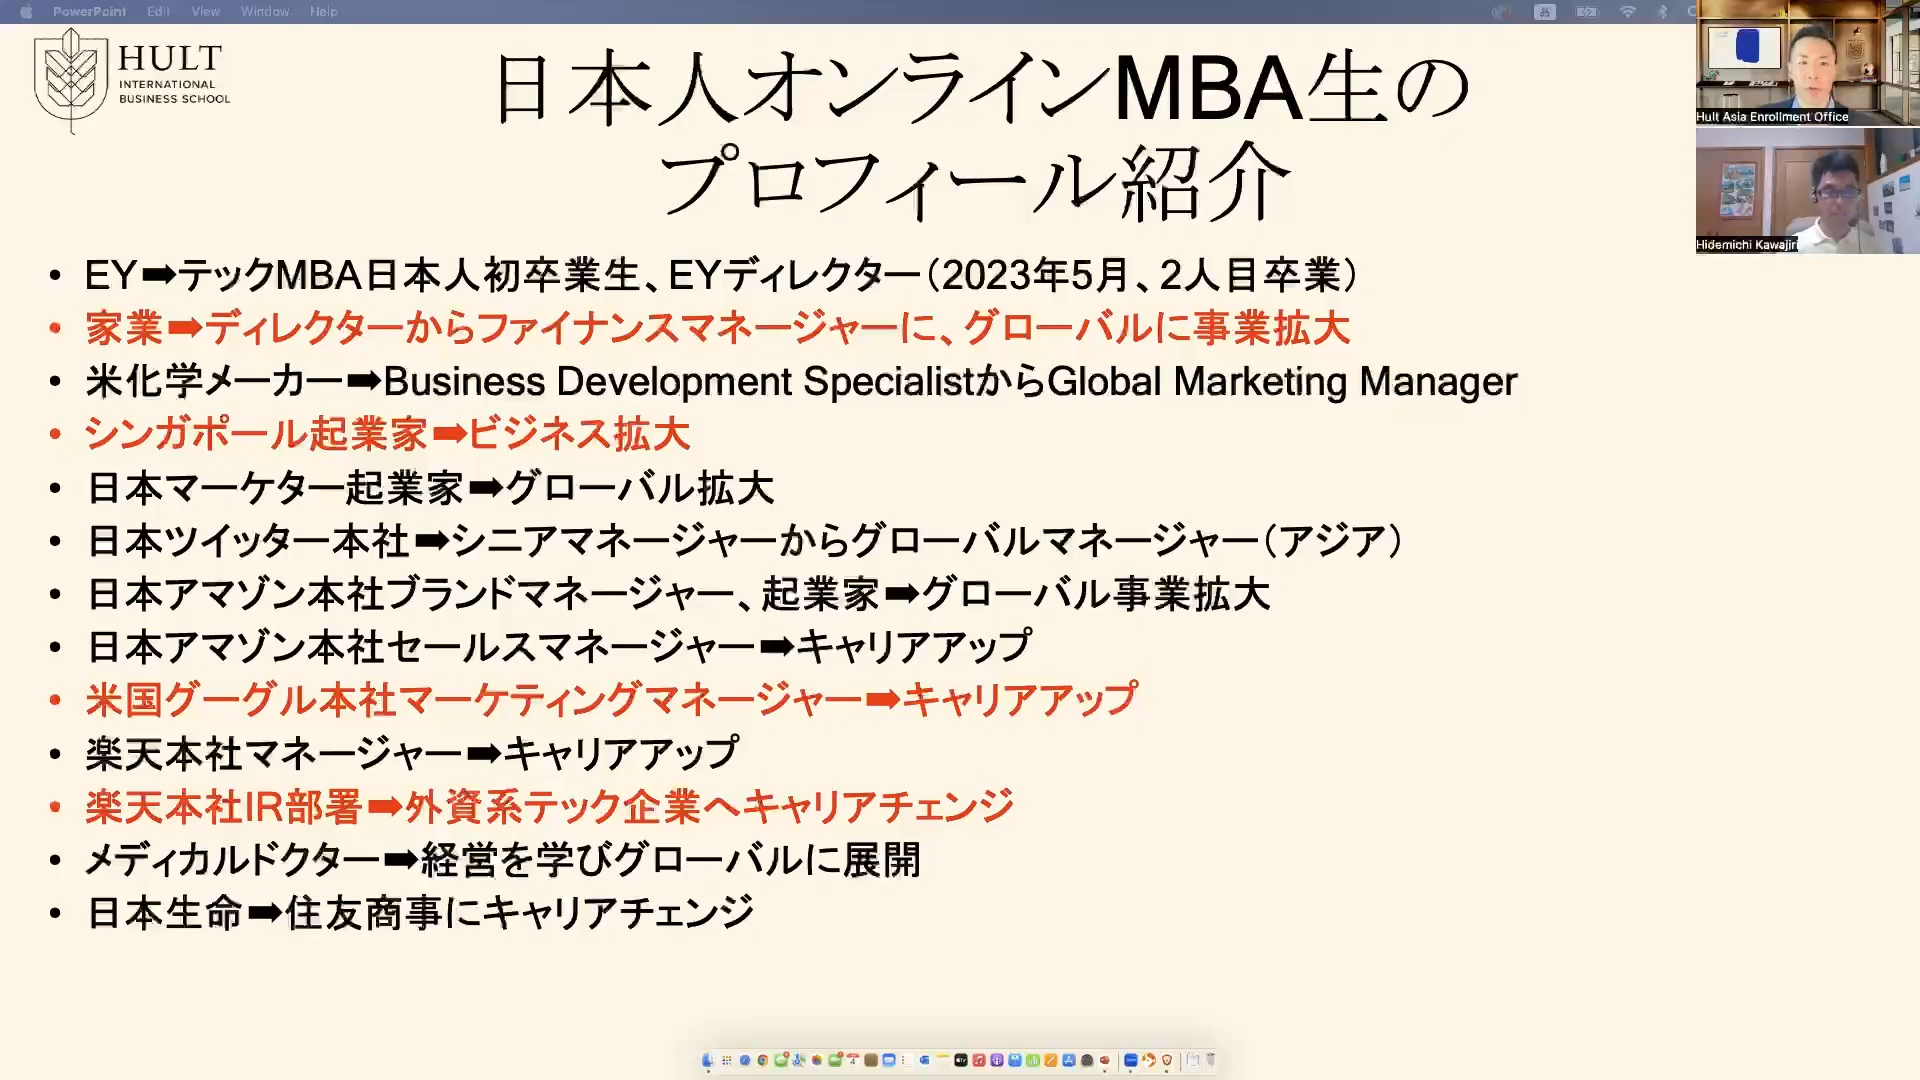 PowerPoint Edit View Window Help
HULT
INTERNATIONAL
BUSINESS SCHOOL
日本人オンラインMBA生の
プロフィール紹介
Hult Asia Enrollment Office
Hidemichi Kawajiri
• EY➡テックMBA日本人初卒業生、EYディレクター（2023年5月、2人目卒業）
• 家業➡ディレクターからファイナンスマネージャーに、グローバルに事業拡大
• 米化学メーカー➡Business Development SpecialistからGlobal Marketing Manager
• シンガポール起業家➡ビジネス拡大
• 日本マーケター起業家➡グローバル拡大
• 日本ツイッター本社➡シニアマネージャーからグローバルマネージャー（アジア）
• 日本アマゾン本社ブランドマネージャー、起業家➡グローバル事業拡大
• 日本アマゾン本社セールスマネージャー➡キャリアアップ
• 米国グーグル本社マーケティングマネージャー➡キャリアアップ
• 楽天本社マネージャー➡キャリアアップ
• 楽天本社IR部署➡外資系テック企業へキャリアチェンジ
• メディカルドクター➡経営を学びグローバルに展開
• 日本生命➡住友商事にキャリアチェンジ